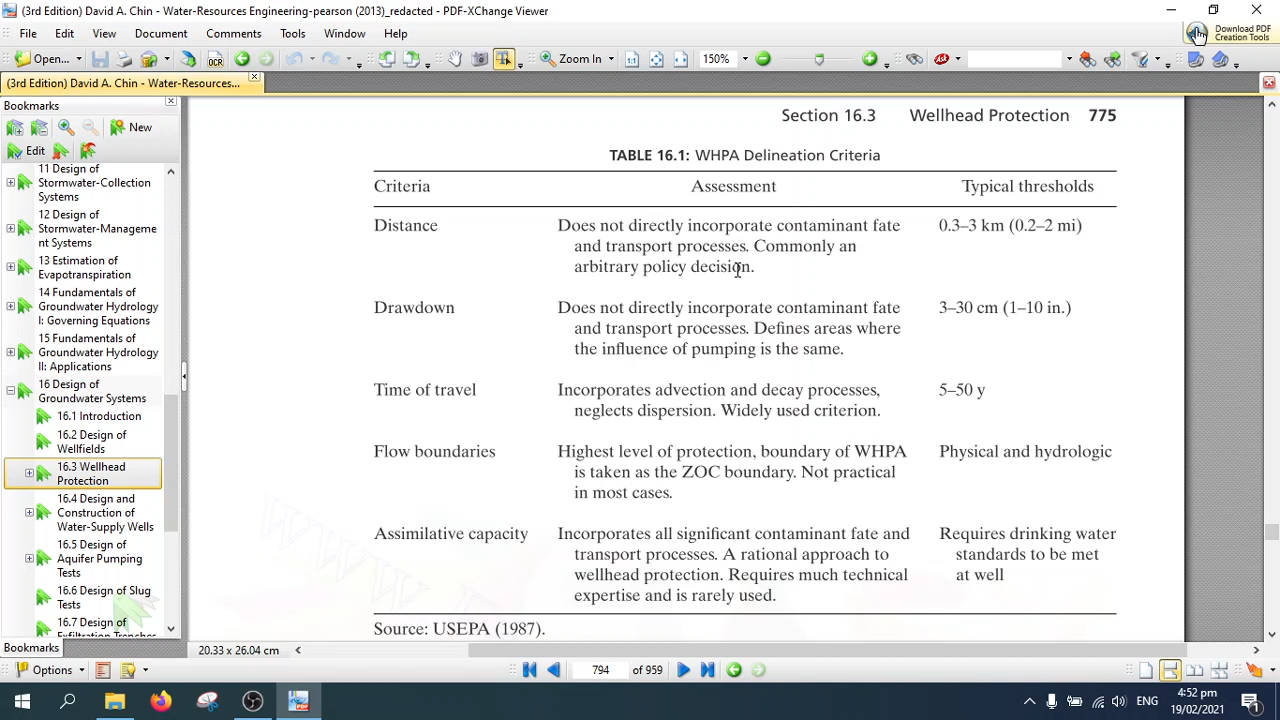 (3rd Edition) David A. Chin - Water-Resources Engineering-pearson (2013)_redacted - PDF-XChange Viewer
File Edit View Document Comments Tools Window Help
Download PDF
Creation Tools
Open...
OCR
Zoom In
150%
(3rd Edition) David A. Chin - Water-Resources...
Bookmarks
New
Edit
11 Design of
Stormwater-Collection
Systems
12 Design of
Stormwater-Manageme
nt Systems
13 Estimation of
Evapotranspiration
14 Fundamentals of
Groundwater Hydrology
I: Governing Equations
15 Fundamentals of
Groundwater Hydrology
II: Applications
16 Design of
Groundwater Systems
16.1 Introduction
16.2 Design of
Wellfields
16.3 Wellhead
Protection
16.4 Design and
Construction of
Water-Supply Wells
16.5 Design of
Aquifer Pumping
Tests
16.6 Design of Slug
Tests
16.7 Design of
Exfiltration Trenches
Bookmarks
Section 16.3 Wellhead Protection 775
TABLE 16.1: WHPA Delineation Criteria
Criteria Assessment Typical thresholds
Distance Does not directly incorporate contaminant fate 0.3–3 km (0.2–2 mi)
and transport processes. Commonly an
arbitrary policy decision.
Drawdown Does not directly incorporate contaminant fate 3–30 cm (1–10 in.)
and transport processes. Defines areas where
the influence of pumping is the same.
Time of travel Incorporates advection and decay processes, 5–50 y
neglects dispersion. Widely used criterion.
Flow boundaries Highest level of protection, boundary of WHPA Physical and hydrologic
is taken as the ZOC boundary. Not practical
in most cases.
Assimilative capacity Incorporates all significant contaminant fate and Requires drinking water
transport processes. A rational approach to standards to be met
wellhead protection. Requires much technical at well
expertise and is rarely used.
Source: USEPA (1987).
20.33 x 26.04 cm
Options
794 of 959
ENG
4:52 pm
19/02/2021
1